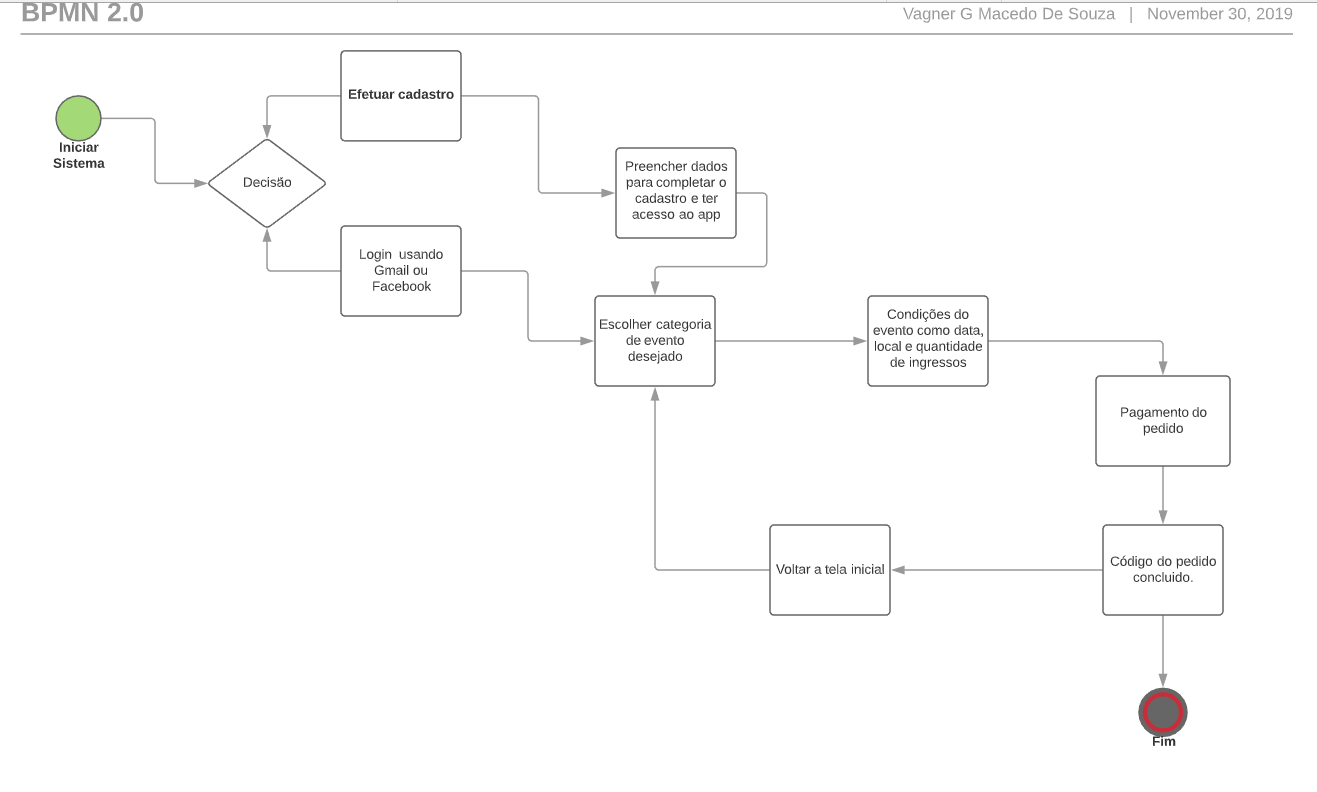 BPMN 2.0
Vagner G Macedo De Souza | November 30, 2019
Efetuar cadastro
Iniciar
Sistema
Decisão
Preencher dados
para completar o
cadastro e ter
acesso ao app
Login usando
Gmail ou
Facebook
Escolher categoria
de evento
desejado
Condições do
evento como data,
local e quantidade
de ingressos
Pagamento do
pedido
Voltar a tela inicial
Código do pedido
concluido.
Fim